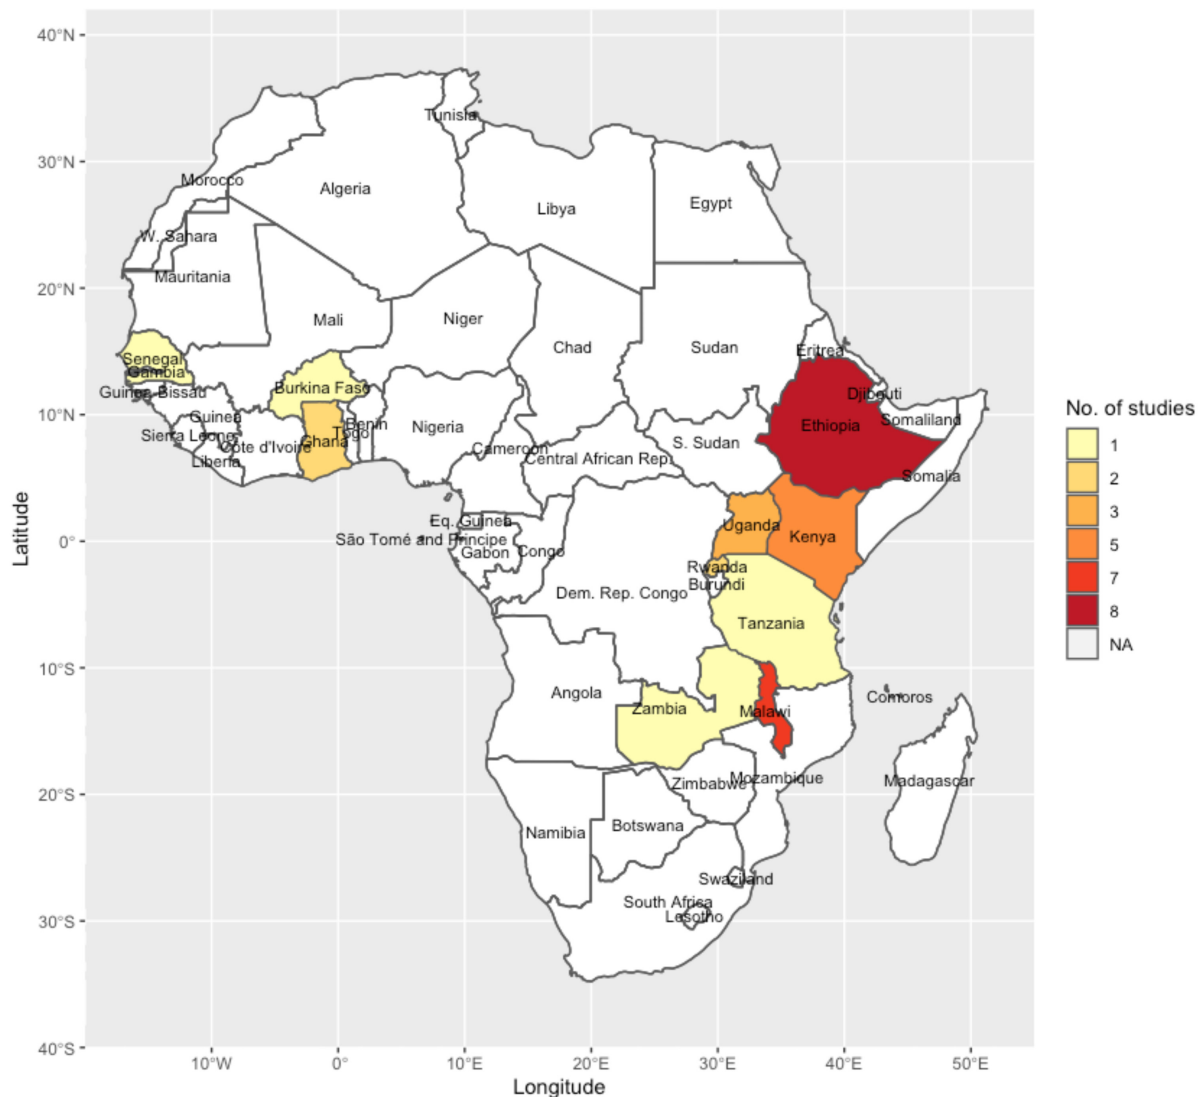 40°N
Tunisia
30°N
Morocco
Algeria
Libya
Egypt
W. Sahara
Mauritania
20°N
Mali
Niger
Chad
Sudan
Eritrea
Senegal
Gambia
Guinea-Bissau
Burkina Faso
Djibouti
10°N
Guinea
Benin
Togo
Nigeria
Ethiopia
Somaliland
Sierra Leone
Côte d'Ivoire
Ghana
Cameroon
S. Sudan
Liberia
Central African Rep.
Somalia
Latitude
Eq. Guinea
Uganda
Kenya
0°
São Tomé and Principe
Gabon
Congo
Rwanda
Burundi
Dem. Rep. Congo
Tanzania
10°S
Angola
Zambia
Malawi
Comoros
Zimbabwe
Mozambique
Madagascar
20°S
Namibia
Botswana
Swaziland
South Africa
Lesotho
30°S
40°S
10°W
0°
10°E
20°E
30°E
40°E
50°E
Longitude
No. of studies
1
2
3
5
7
8
NA